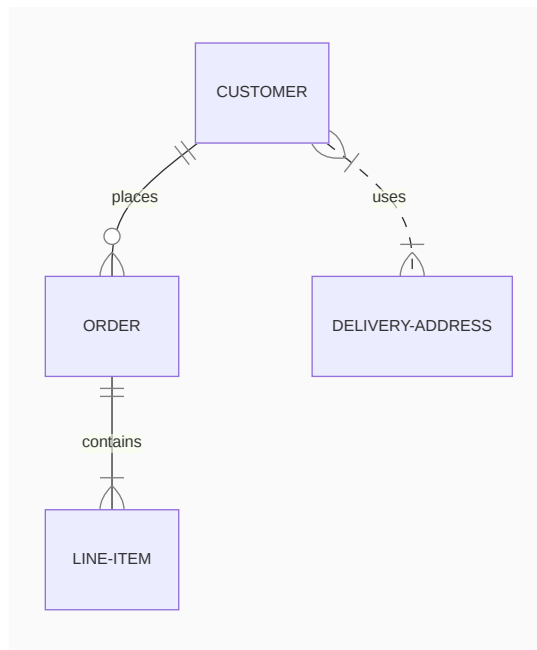 CUSTOMER
places
uses
ORDER
DELIVERY-ADDRESS
contains
LINE-ITEM